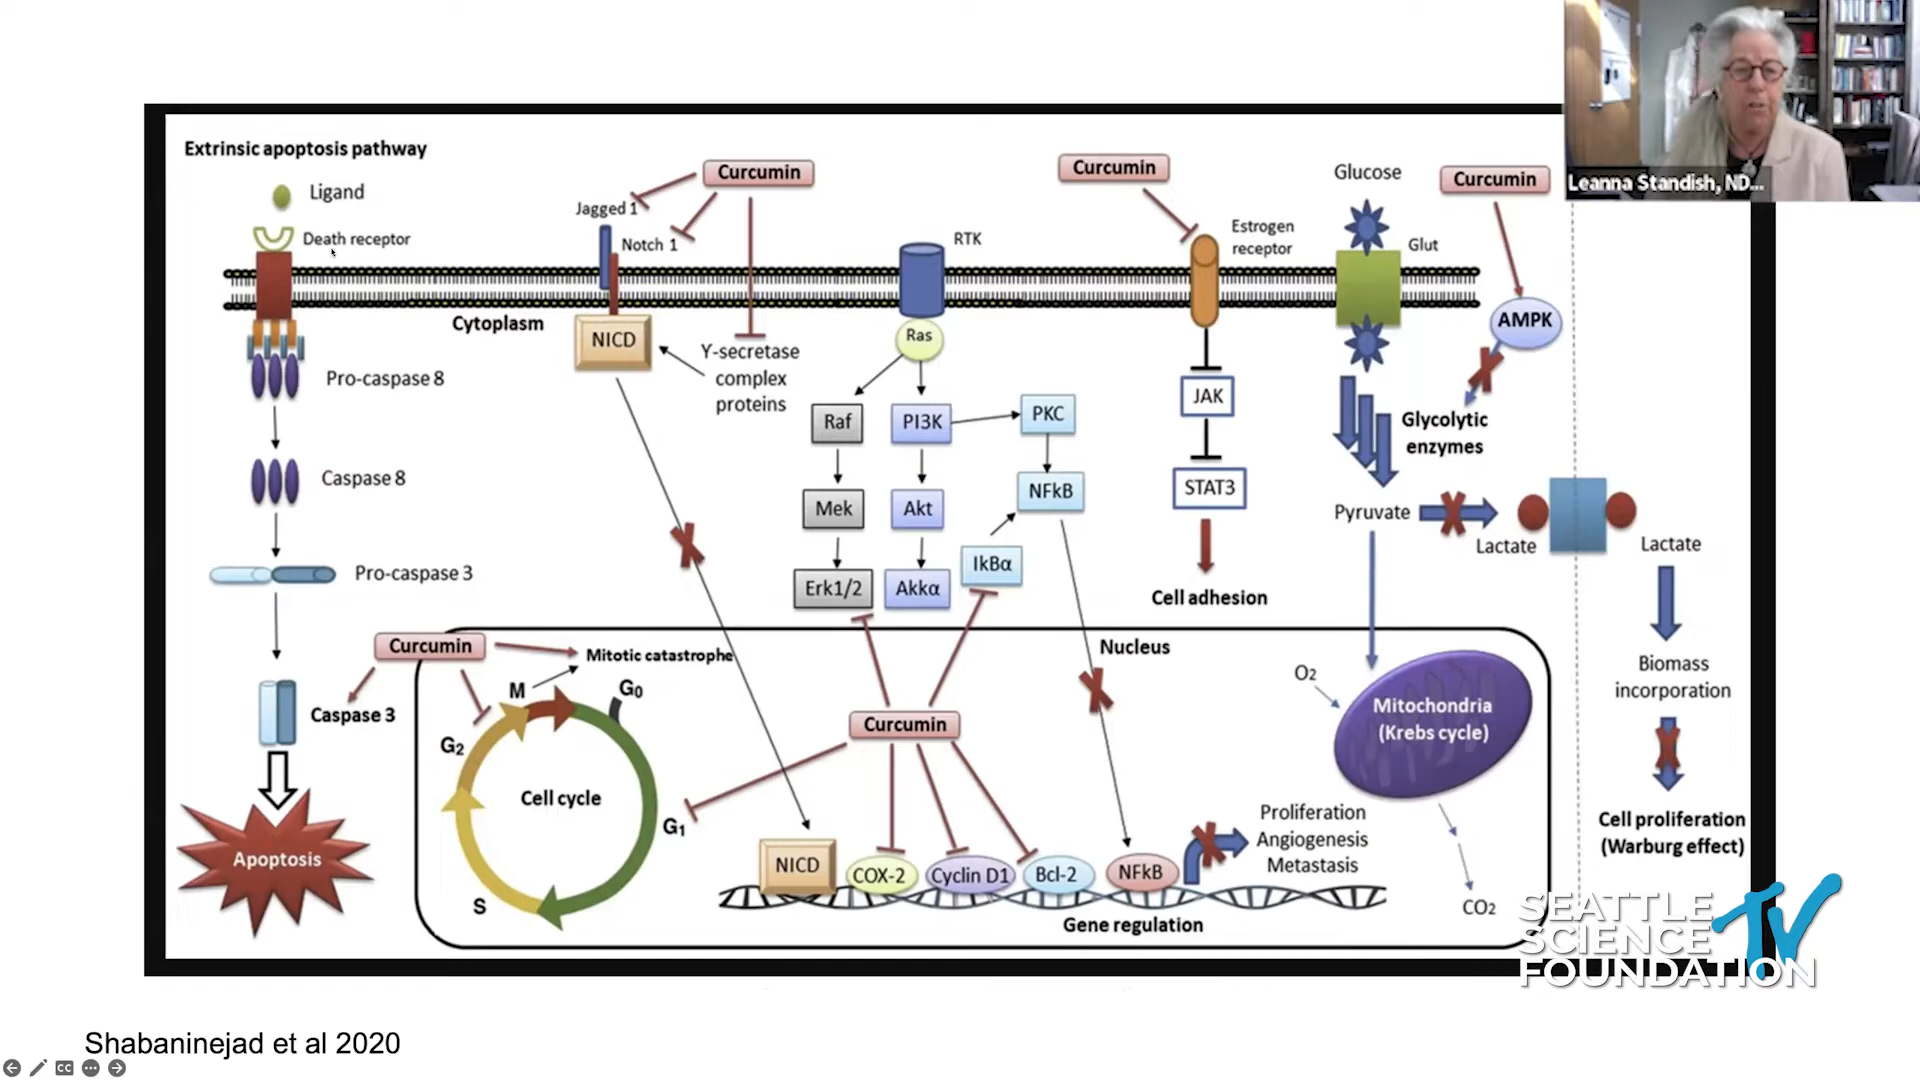 Extrinsic apoptosis pathway
Ligand
Death receptor
Pro-caspase 8
Caspase 8
Pro-caspase 3
Caspase 3
Apoptosis
Curcumin
Jagged 1
Notch 1
Cytoplasm
NICD
Y-secretase
complex
proteins
RTK
Ras
Raf
PI3K
PKC
Mek
Akt
NFkB
Erk1/2
Akkα
IkBα
Curcumin
Estrogen
receptor
JAK
STAT3
Cell adhesion
Glucose
Glut
Curcumin
AMPK
Glycolytic
enzymes
Pyruvate
Lactate
Lactate
Biomass
incorporation
Cell proliferation
(Warburg effect)
Curcumin
Mitotic catastrophe
M
G0
G2
G1
S
Cell cycle
Curcumin
Nucleus
NICD
COX-2
Cyclin D1
Bcl-2
NFkB
Gene regulation
Proliferation
Angiogenesis
Metastasis
O2
Mitochondria
(Krebs cycle)
CO2
Leanna Standish, ND...
SEATTLE
SCIENCE
FOUNDATION
TV
Shabaninejad et al 2020
CC